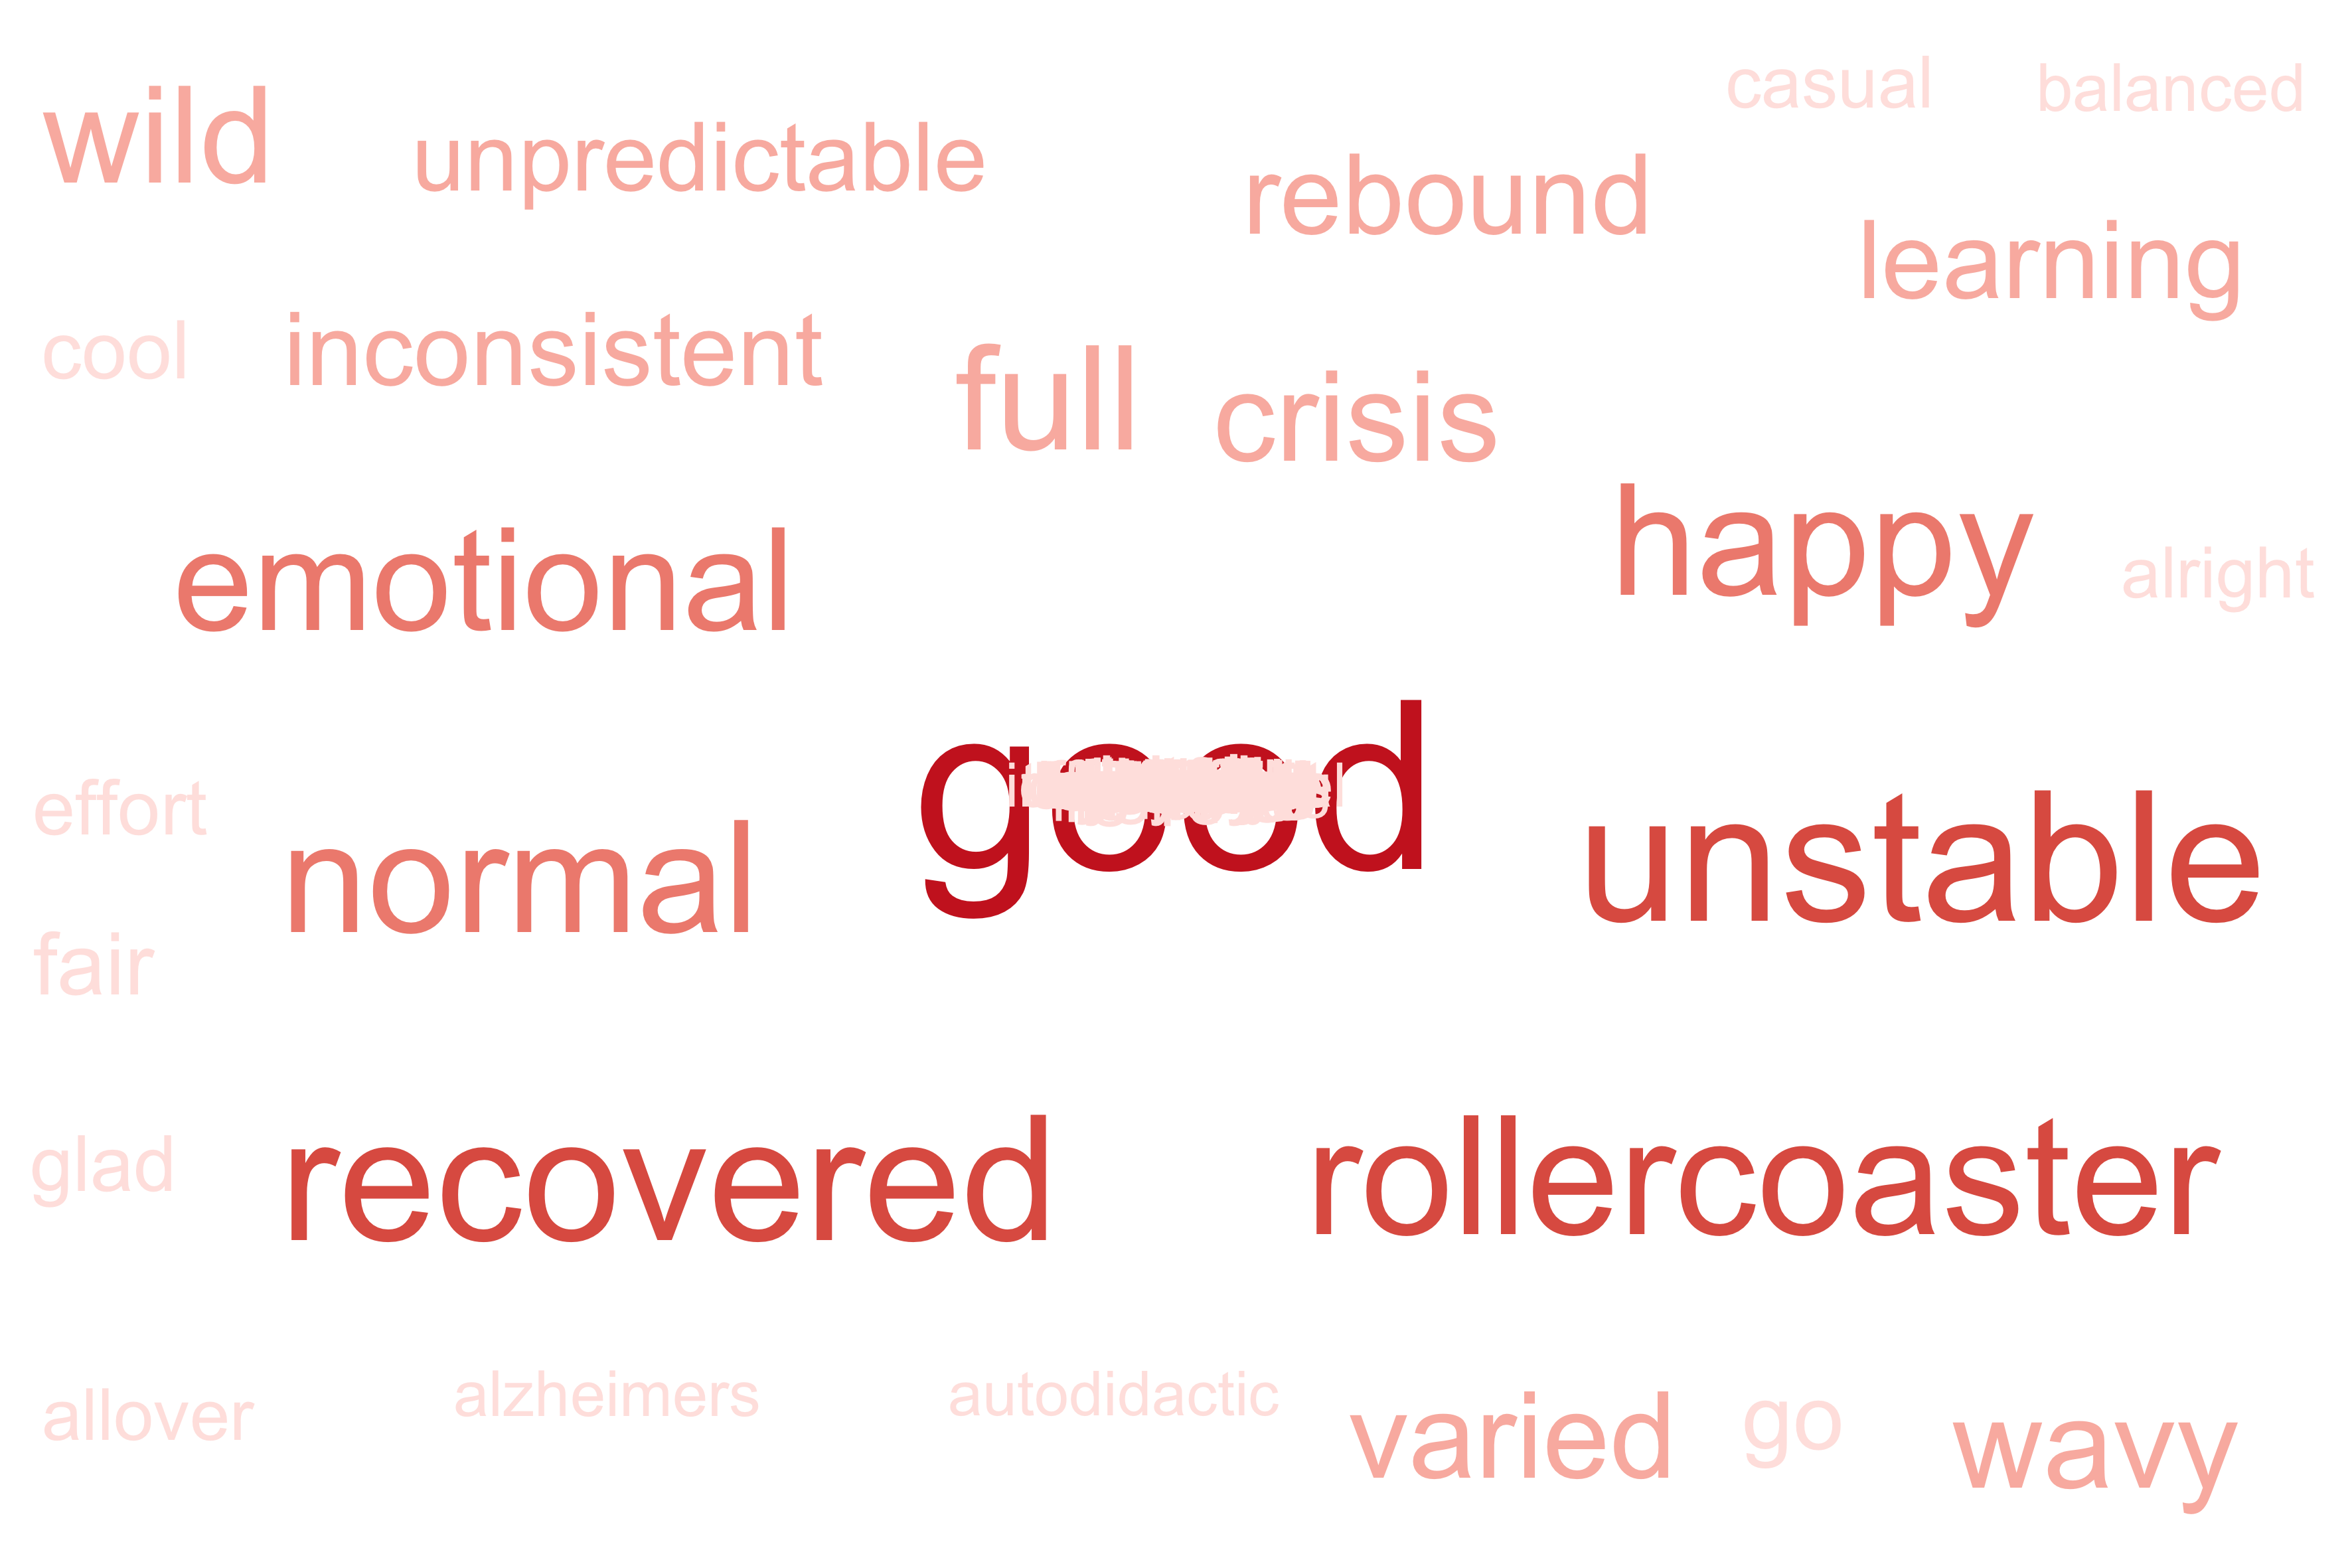 casual balanced
wild unpredictable rebound
learning
cool inconsistent full crisis
emotional happy alright
good
effort normal unstable
fair
glad recovered rollercoaster
allover alzheimers autodidactic varied go wavy